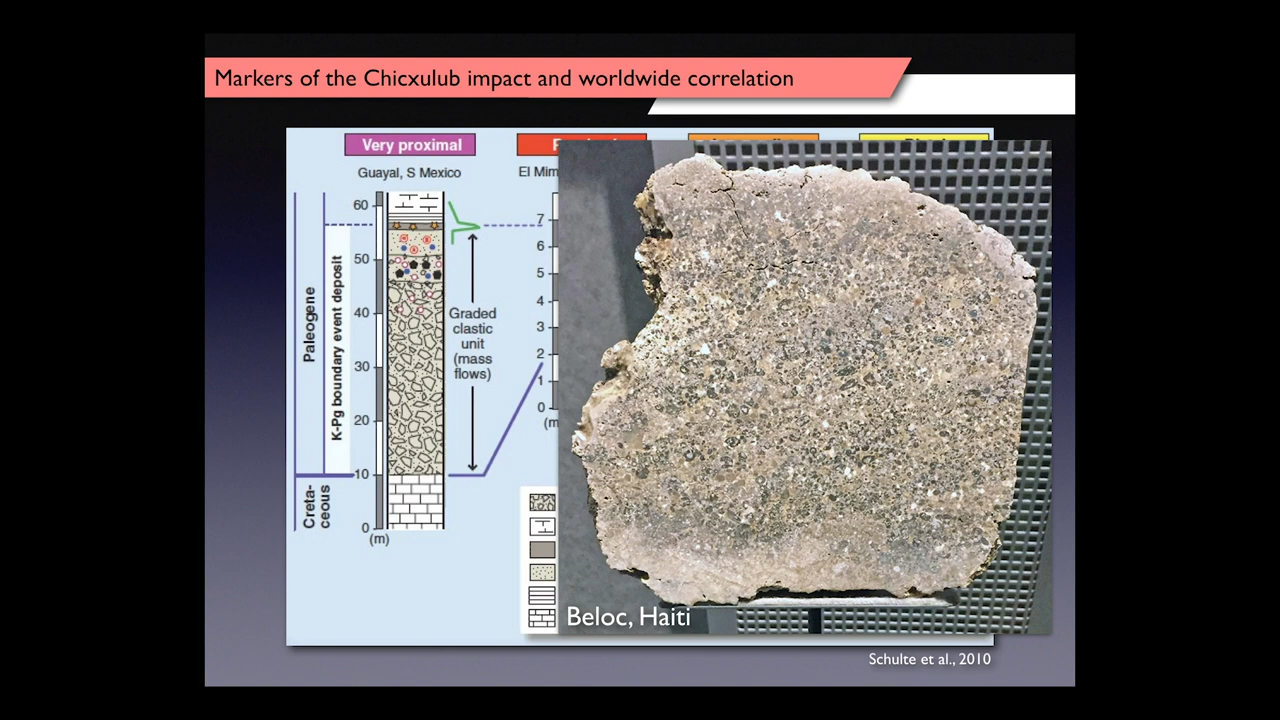 Markers of the Chicxulub impact and worldwide correlation
Very proximal
Guayal, S Mexico
El Mim
60
50
40
30
20
10
0
(m)
Paleogene
Creta-
ceous
K-Pg boundary event deposit
Graded
clastic
unit
(mass
flows)
7
6
5
4
3
2
1
0
(m
Beloc, Haiti
Schulte et al., 2010